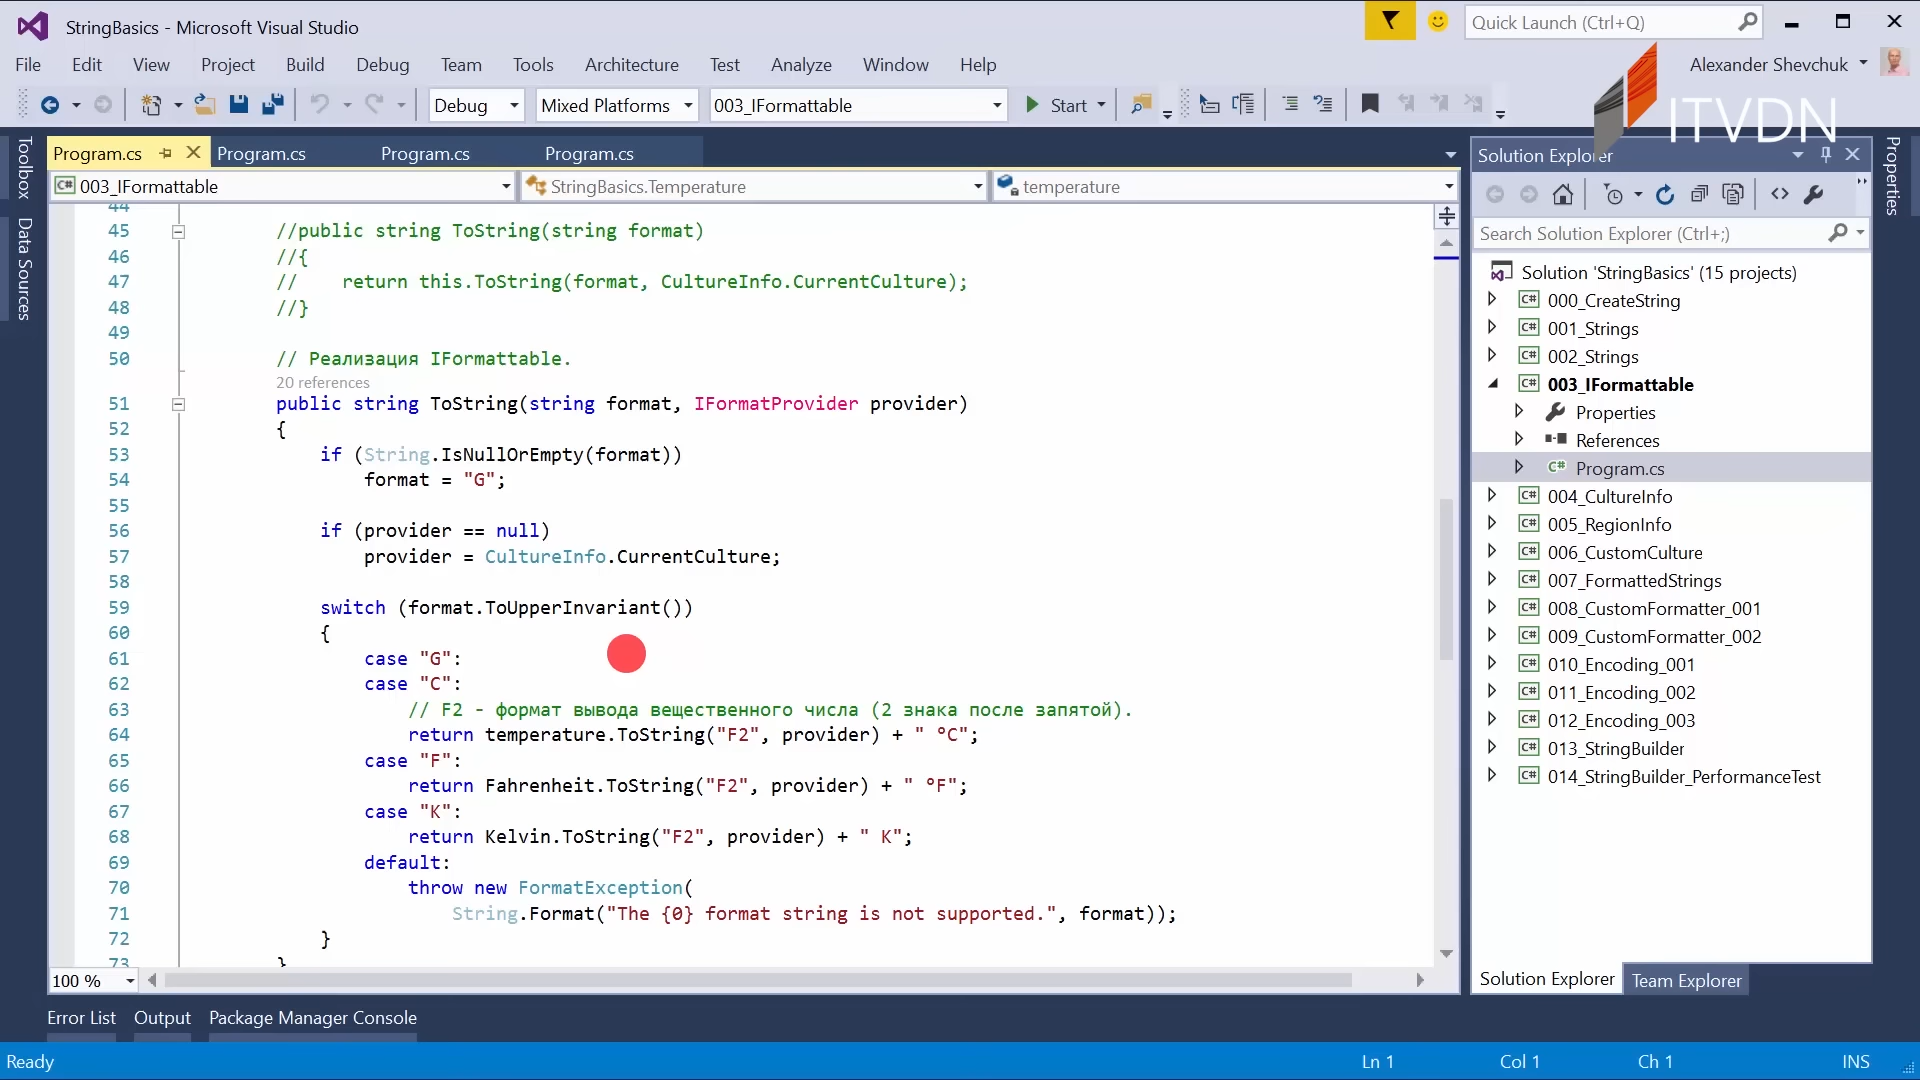 StringBasics - Microsoft Visual Studio
Quick Launch (Ctrl+Q)
File Edit View Project Build Debug Team Tools Architecture Test Analyze Window Help
Alexander Shevchuk
Debug Mixed Platforms 003_IFormattable Start
ITVDN
Toolbox
Data Sources
Program.cs Program.cs Program.cs Program.cs
003_IFormattable StringBasics.Temperature temperature
44
45 //public string ToString(string format)
46 //{
47 // return this.ToString(format, CultureInfo.CurrentCulture);
48 //}
49
50 // Реализация IFormattable.
20 references
51 public string ToString(string format, IFormatProvider provider)
52 {
53 if (String.IsNullOrEmpty(format))
54 format = "G";
55
56 if (provider == null)
57 provider = CultureInfo.CurrentCulture;
58
59 switch (format.ToUpperInvariant())
60 {
61 case "G":
62 case "C":
63 // F2 - формат вывода вещественного числа (2 знака после запятой).
64 return temperature.ToString("F2", provider) + " °C";
65 case "F":
66 return Fahrenheit.ToString("F2", provider) + " °F";
67 case "K":
68 return Kelvin.ToString("F2", provider) + " K";
69 default:
70 throw new FormatException(
71 String.Format("The {0} format string is not supported.", format));
72 }
73 }
100 %
Solution Explorer
Search Solution Explorer (Ctrl+;)
Solution 'StringBasics' (15 projects)
000_CreateString
001_Strings
002_Strings
003_IFormattable
Properties
References
Program.cs
004_CultureInfo
005_RegionInfo
006_CustomCulture
007_FormattedStrings
008_CustomFormatter_001
009_CustomFormatter_002
010_Encoding_001
011_Encoding_002
012_Encoding_003
013_StringBuilder
014_StringBuilder_PerformanceTest
Solution Explorer Team Explorer
Properties
Error List Output Package Manager Console
Ready Ln 1 Col 1 Ch 1 INS